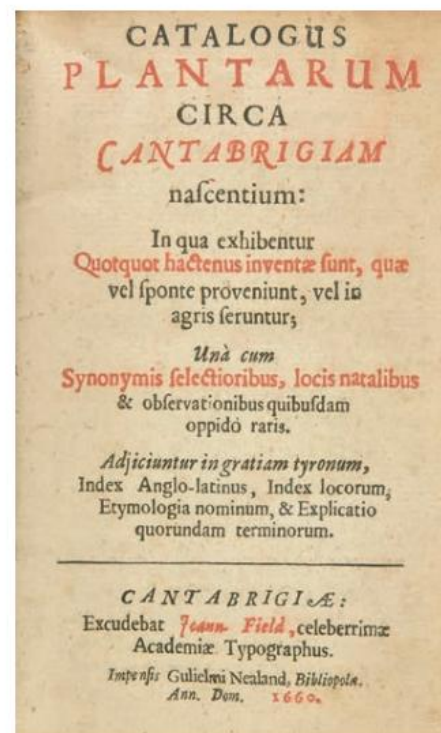 CATALOGUS
PLANTARUM
CIRCA
CANTABRIGIAM
naſcentium:
In qua exhibentur
Quotquot hactenus inventæ ſunt, quæ
vel ſponte proveniunt, vel in
agris ſeruntur;
Unà cum
Synonymis ſelectioribus, locis natalibus
& obſervationibus quibuſdam
oppidò raris.
Adjiciuntur in gratiam tyronum,
Index Anglo-latinus, Index locorum,
Etymologia nominum, & Explicatio
quorundam terminorum.
CANTABRIGIÆ:
Excudebat Joann. Field, celeberrimæ
Academiæ Typographus.
Impenſis Gulielmi Nealand, Bibliopolæ.
Ann. Dom. 1660.